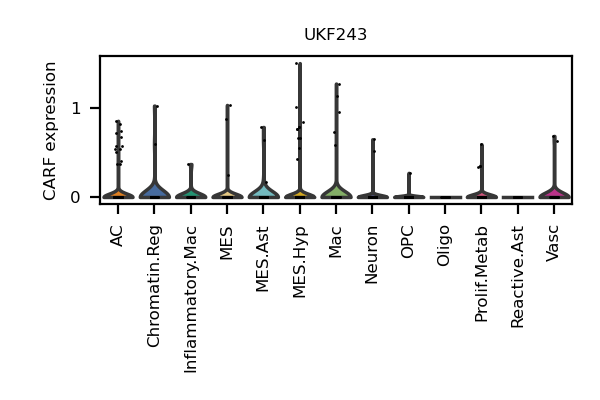 UKF243
CARF expression
1
0
AC
Chromatin.Reg
Inflammatory.Mac
MES
MES.Ast
MES.Hyp
Mac
Neuron
OPC
Oligo
Prolif.Metab
Reactive.Ast
Vasc